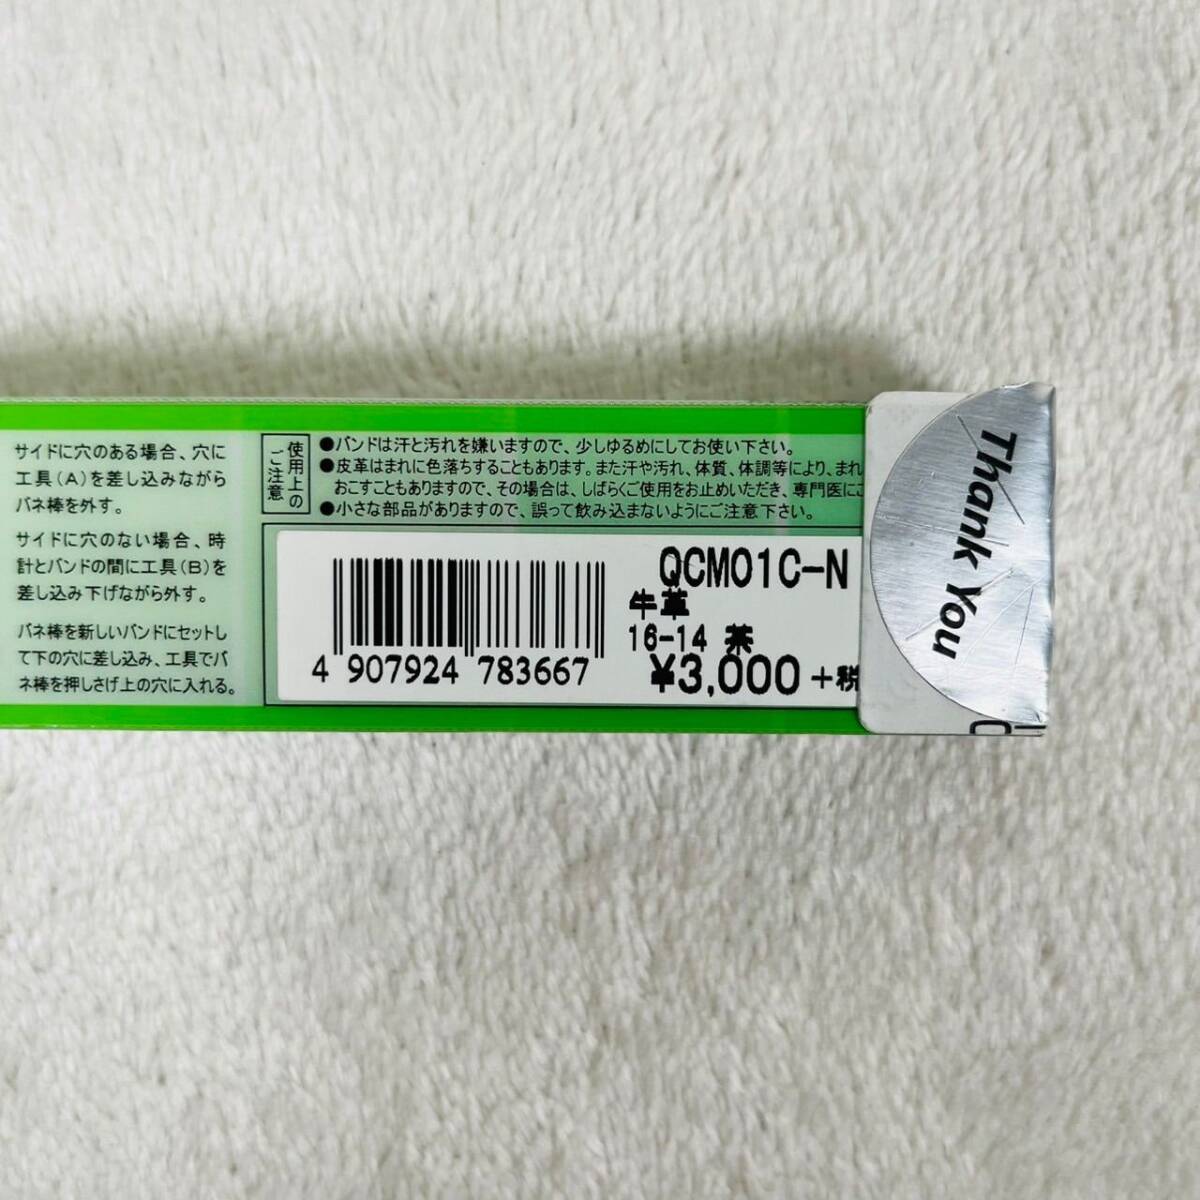 サイドに穴のある場合、穴に
工具(A)を差し込みながら
バネ棒を外す。
サイドに穴のない場合、時
計とバンドの間に工具(B)を
差し込み下げながら外す。
バネ棒を新しいバンドにセットし
て下の穴に差し込み、工具でバ
ネ棒を押しさげ上の穴に入れる。
使用上の
ご注意
●バンドは汗と汚れを嫌いますので、少しゆるめにしてお使い下さい。
●皮革はまれに色落ちすることもあります。また汗や汚れ、体質、体調等により、まれ
おこすこともありますので、その場合は、しばらくご使用をお止めいただき、専門医にご
●小さな部品がありますので、誤って飲み込まないようにご注意下さい。
QCM01C-N
牛革
16-14 茶
¥3,000+税
4 907924 783667
Thank You